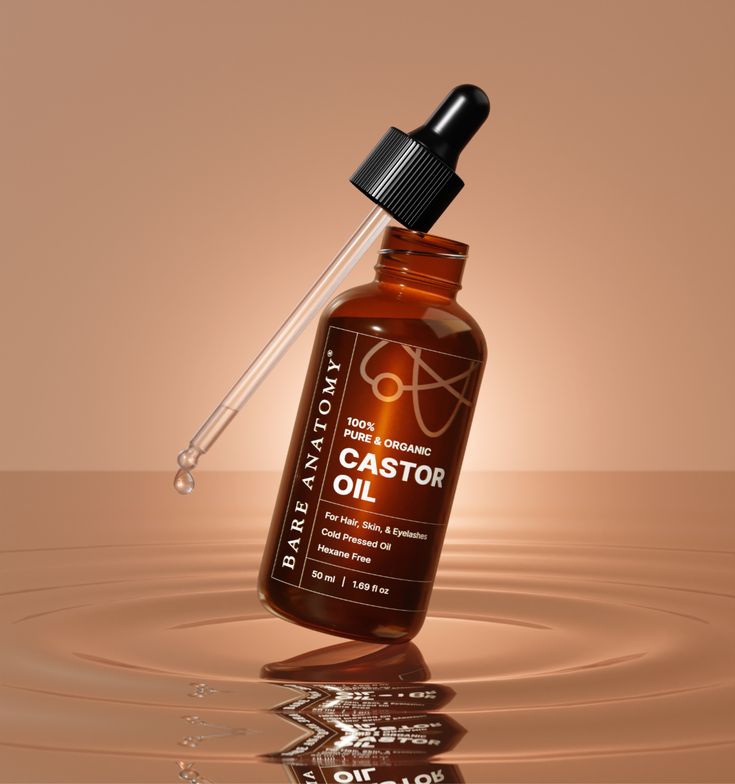 BARE ANATOMY®
100%
PURE & ORGANIC
CASTOR
OIL
For Hair, Skin, & Eyelashes
Cold Pressed Oil
Hexane Free
50 ml | 1.69 fl oz